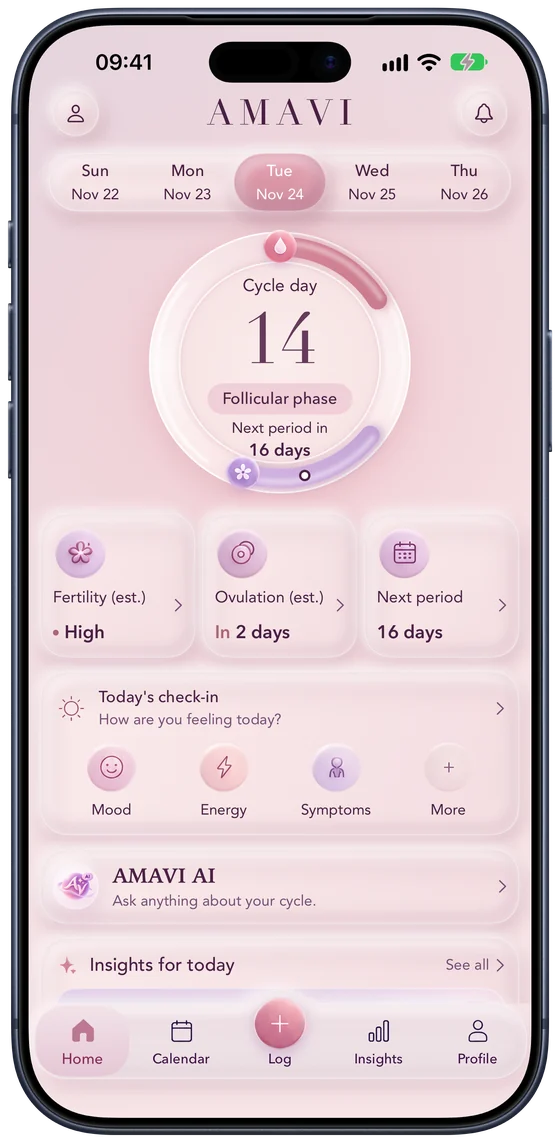 09:41
AMAVI
Sun Mon Tue Wed Thu
Nov 22 Nov 23 Nov 24 Nov 25 Nov 26
Cycle day
14
Follicular phase
Next period in
16 days
Fertility (est.)
• High
Ovulation (est.)
In 2 days
Next period
16 days
Today's check-in
How are you feeling today?
Mood Energy Symptoms More
AMAVI AI
Ask anything about your cycle.
Insights for today See all
Home Calendar Log Insights Profile